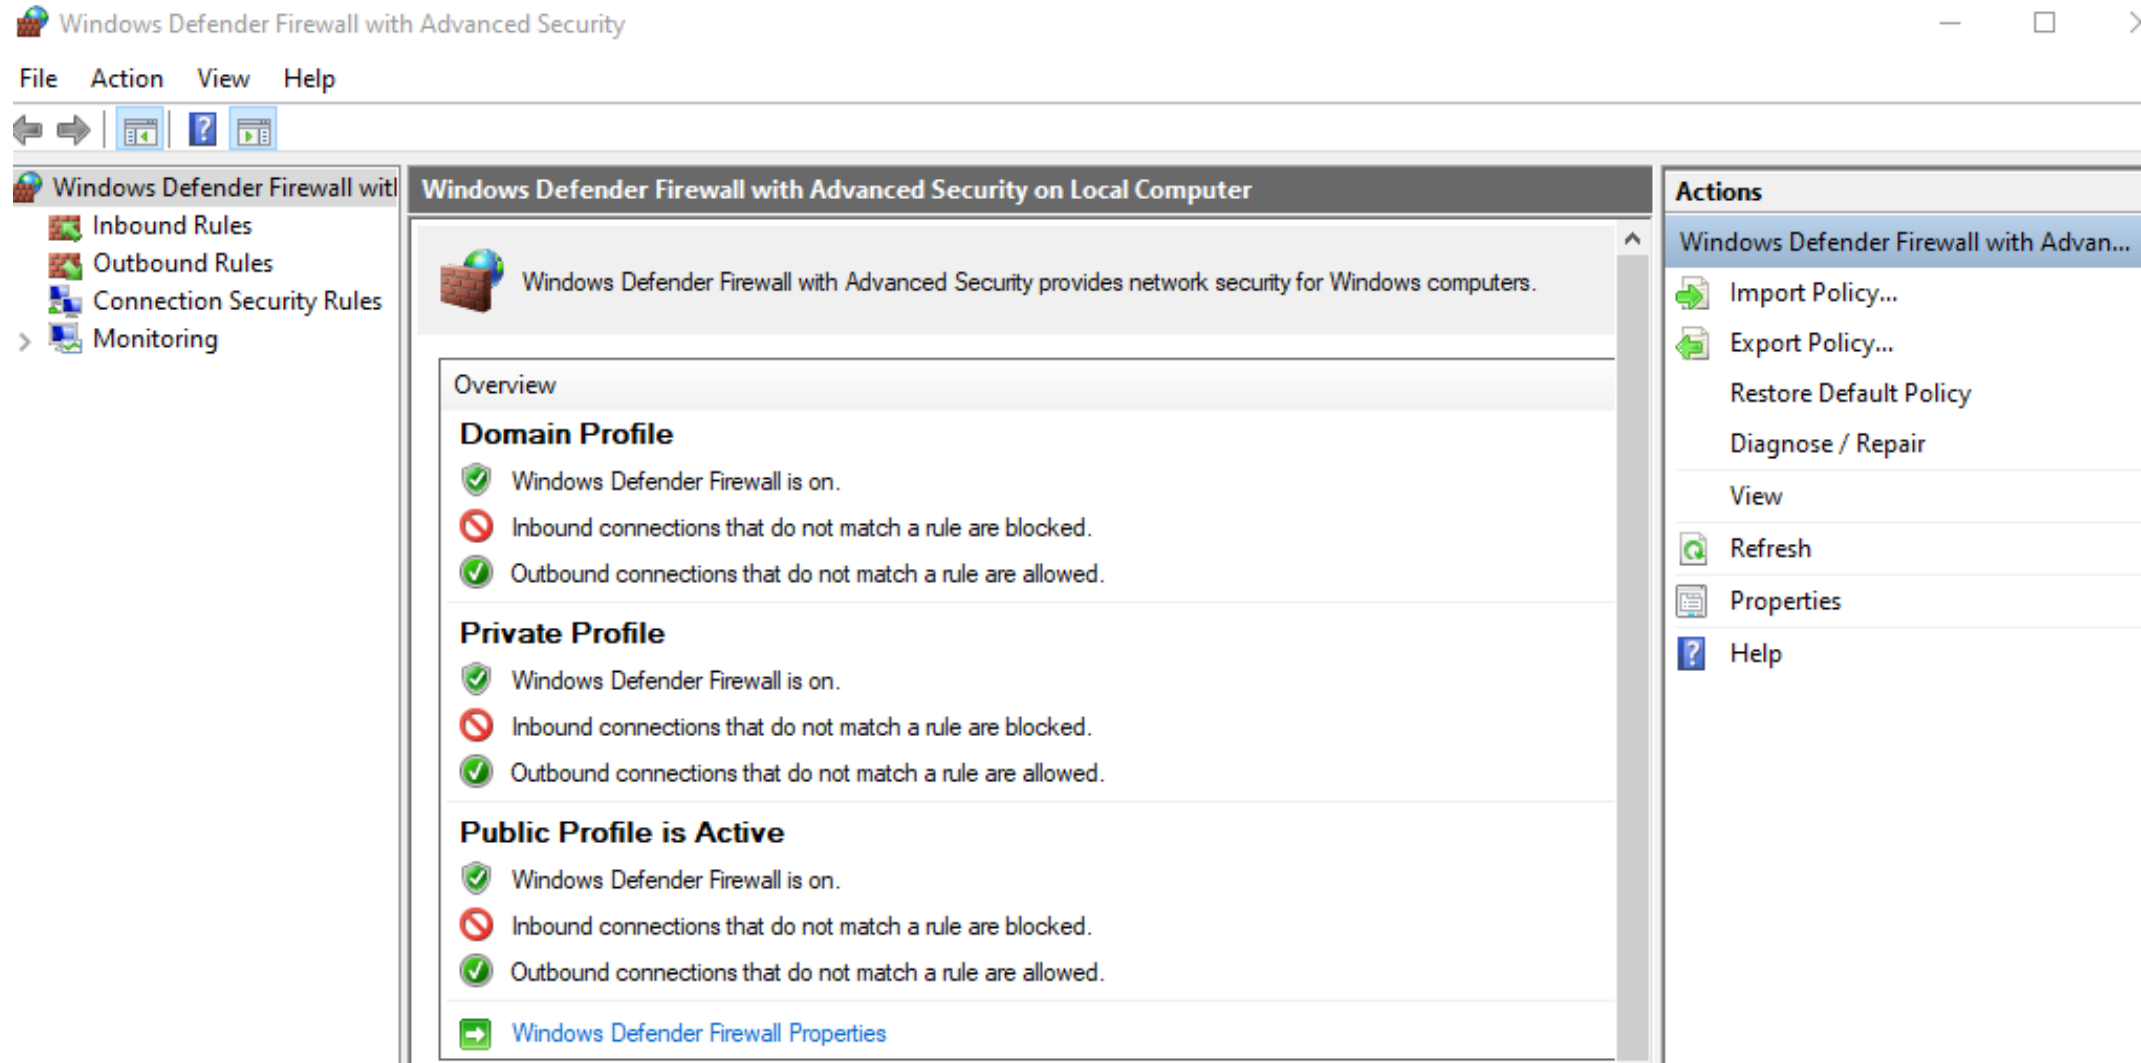 Windows Defender Firewall with Advanced Security
File Action View Help
Windows Defender Firewall with
Inbound Rules
Outbound Rules
Connection Security Rules
Monitoring
Windows Defender Firewall with Advanced Security on Local Computer
Windows Defender Firewall with Advanced Security provides network security for Windows computers.
Overview
Domain Profile
Windows Defender Firewall is on.
Inbound connections that do not match a rule are blocked.
Outbound connections that do not match a rule are allowed.
Private Profile
Windows Defender Firewall is on.
Inbound connections that do not match a rule are blocked.
Outbound connections that do not match a rule are allowed.
Public Profile is Active
Windows Defender Firewall is on.
Inbound connections that do not match a rule are blocked.
Outbound connections that do not match a rule are allowed.
Windows Defender Firewall Properties
Actions
Windows Defender Firewall with Advan...
Import Policy...
Export Policy...
Restore Default Policy
Diagnose / Repair
View
Refresh
Properties
Help